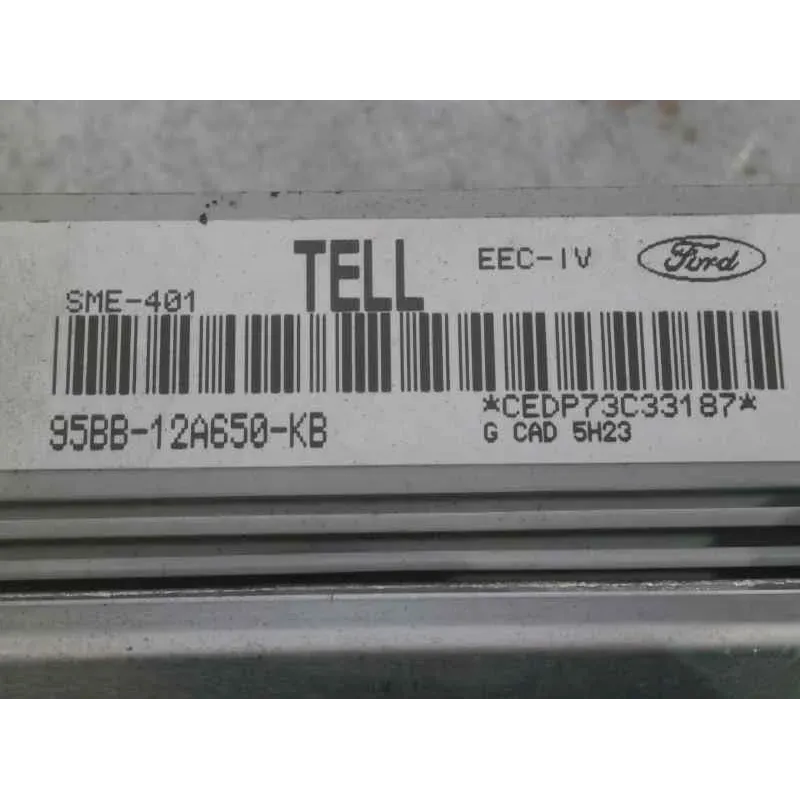 TELL
EEC-IV
Ford
SME-401
*CEDP73C33187*
95BB-12A650-KB
G CAD 5H23